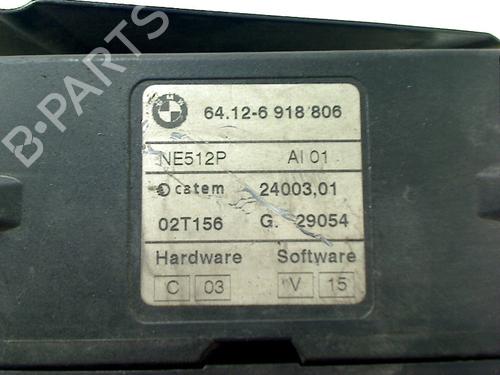 64.12-6 918 806
NE512P AI 01
catem 24003,01
02T156 G. 29054
Hardware Software
C 03 V 15
B-PARTS